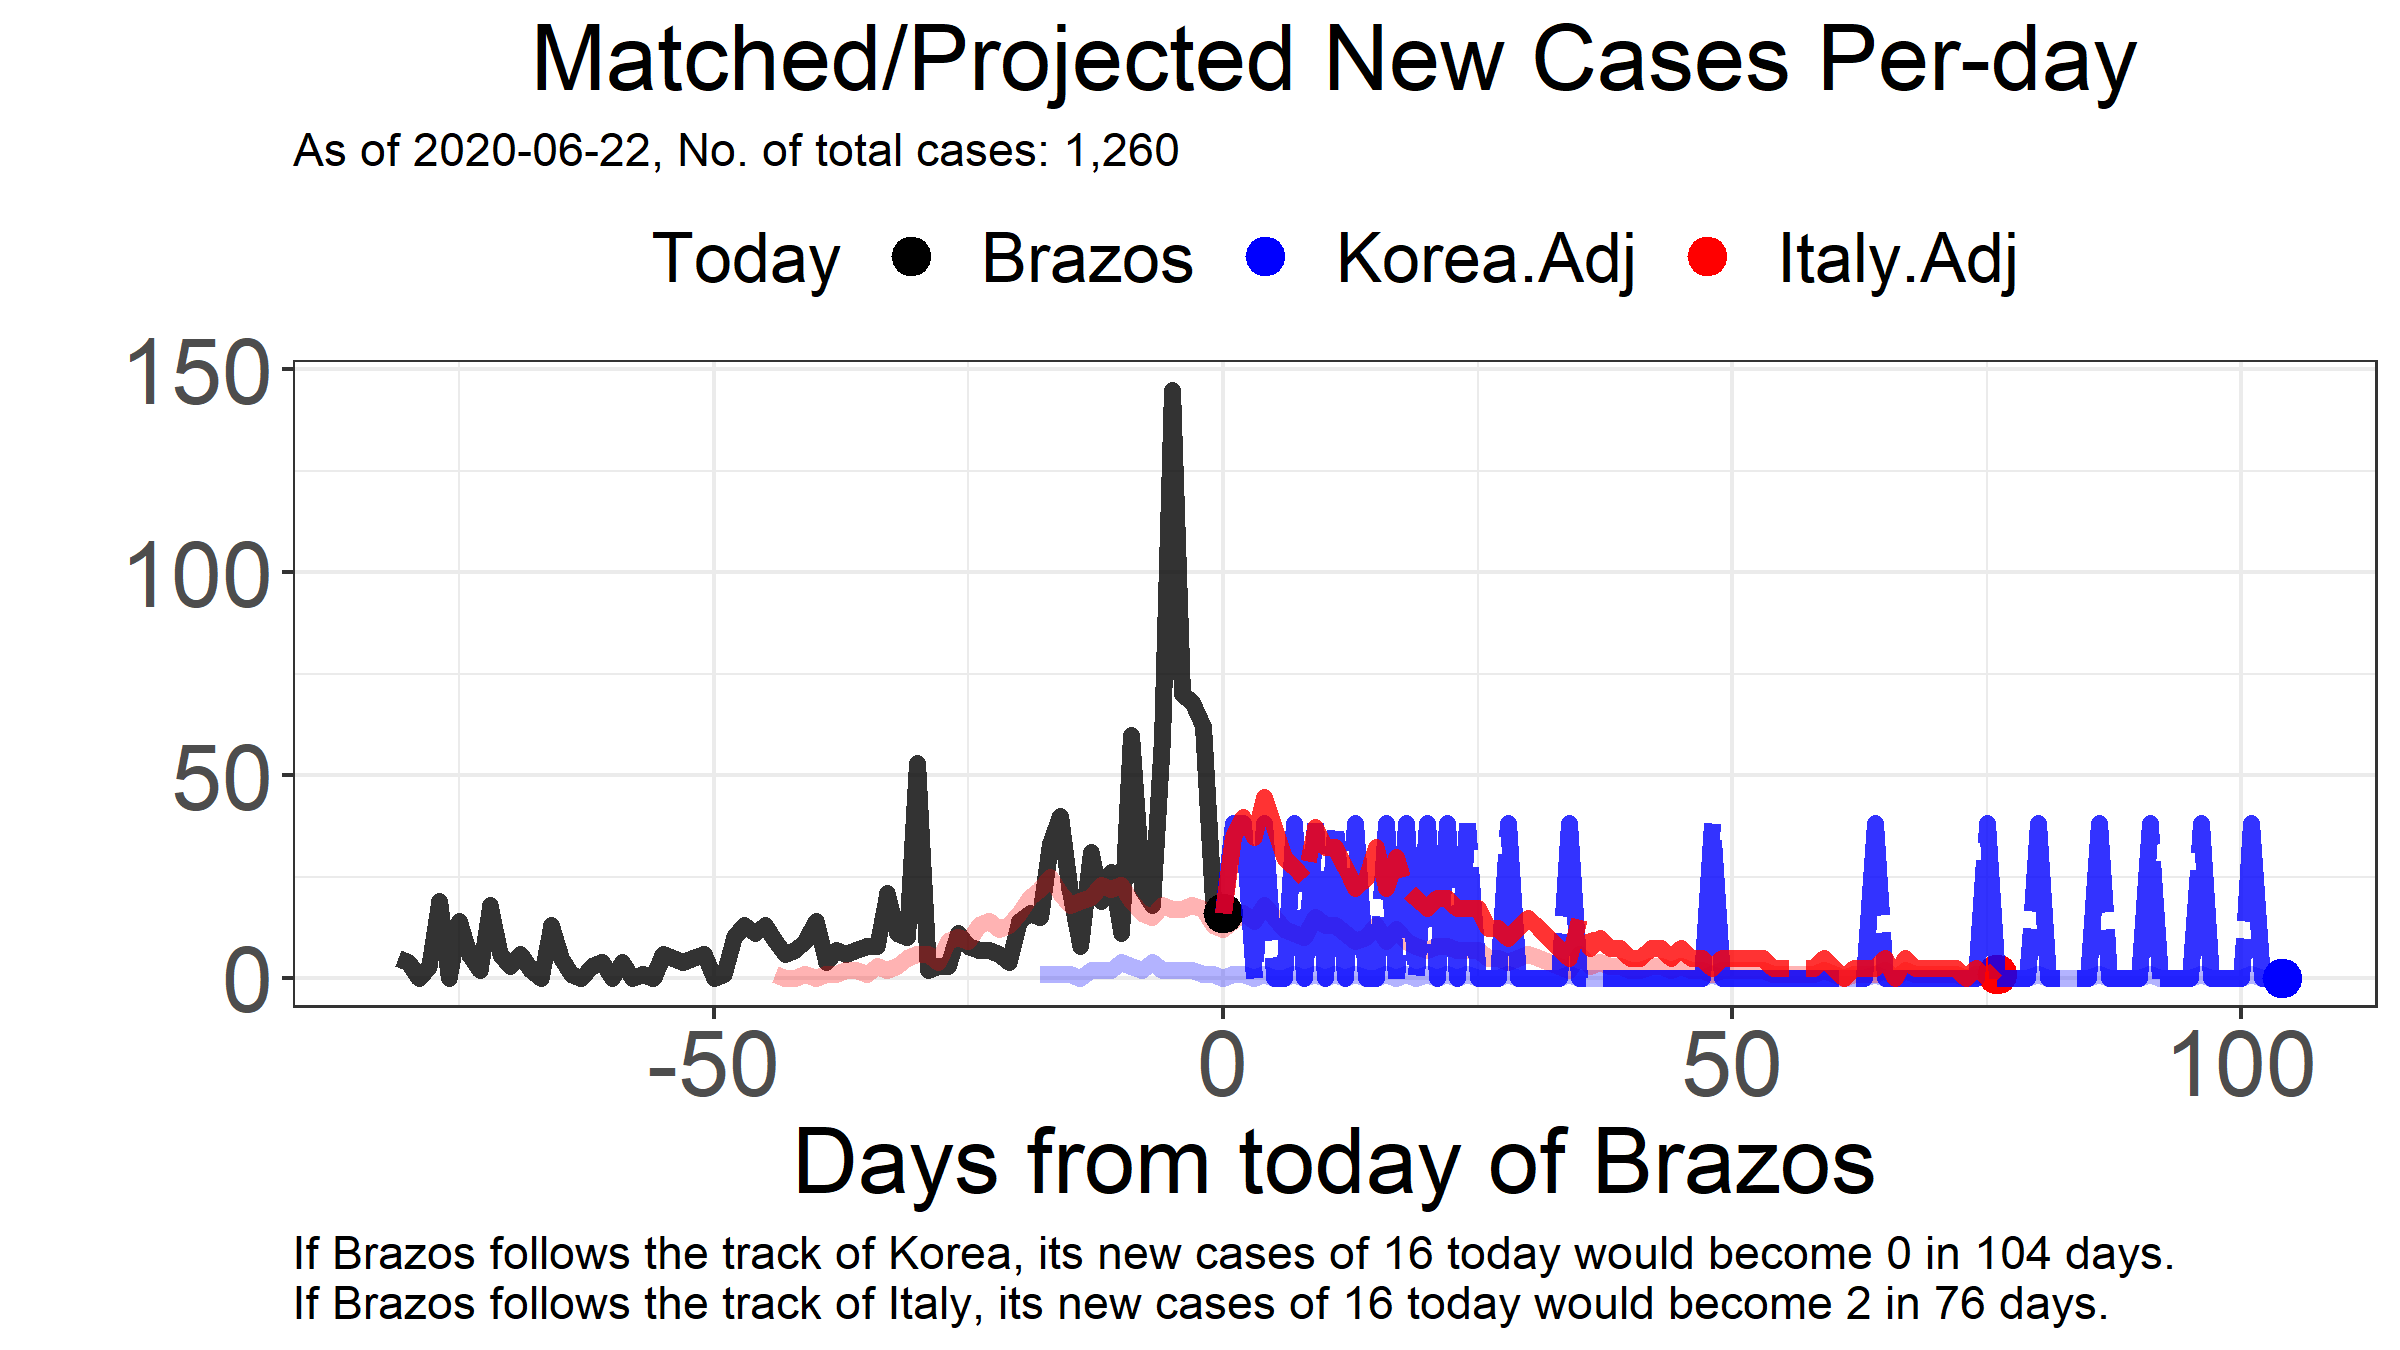 Matched/Projected New Cases Per-day
As of 2020-06-22, No. of total cases: 1,260
Today Brazos Korea.Adj Italy.Adj
150
100
50
0
-50 0 50 100
Days from today of Brazos
If Brazos follows the track of Korea, its new cases of 16 today would become 0 in 104 days.
If Brazos follows the track of Italy, its new cases of 16 today would become 2 in 76 days.